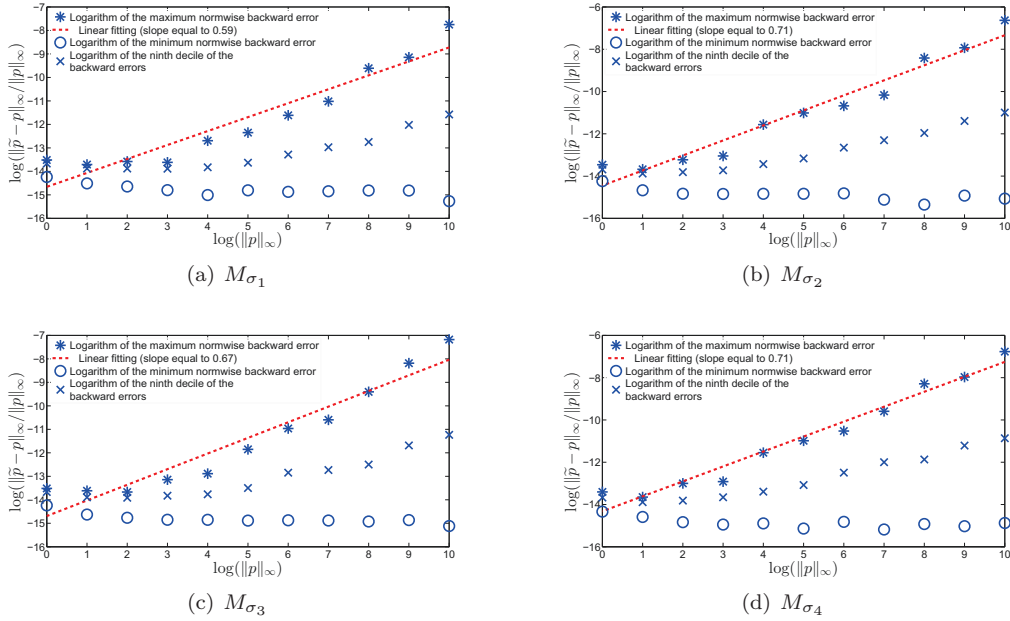 −7
−8
−9
−10
−11
−12
−13
−14
−15
−16
log(‖p̃ − p‖∞/‖p‖∞)
Logarithm of the maximum normwise backward error
Linear fitting (slope equal to 0.59)
Logarithm of the minimum normwise backward error
Logarithm of the ninth decile of the
backward errors
0 1 2 3 4 5 6 7 8 9 10
log(‖p‖∞)
(a) Mσ1
−2
−4
−6
−8
−10
−12
−14
−16
log(‖p̃ − p‖∞/‖p‖∞)
Logarithm of the maximum normwise backward error
Linear fitting (slope equal to 0.71)
Logarithm of the minimum normwise backward error
Logarithm of the ninth decile of the
backward errors
0 1 2 3 4 5 6 7 8 9 10
log(‖p‖∞)
(b) Mσ2
−7
−8
−9
−10
−11
−12
−13
−14
−15
−16
log(‖p̃ − p‖∞/‖p‖∞)
Logarithm of the maximum normwise backward error
Linear fitting (slope equal to 0.67)
Logarithm of the minimum normwise backward error
Logarithm of the ninth decile of the
backward errors
0 1 2 3 4 5 6 7 8 9 10
log(‖p‖∞)
(c) Mσ3
−6
−8
−10
−12
−14
−16
log(‖p̃ − p‖∞/‖p‖∞)
Logarithm of the maximum normwise backward error
Linear fitting (slope equal to 0.71)
Logarithm of the minimum normwise backward error
Logarithm of the ninth decile of the
backward errors
0 1 2 3 4 5 6 7 8 9 10
log(‖p‖∞)
(d) Mσ4